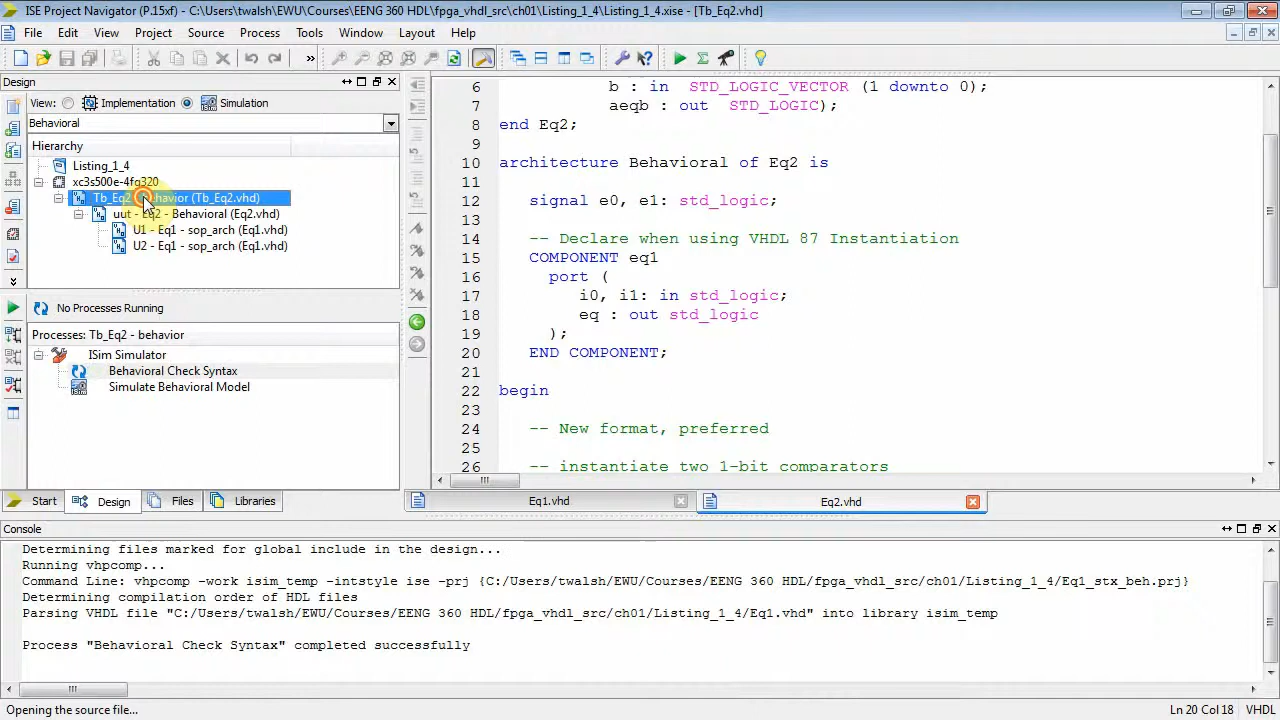 ISE Project Navigator (P.15xf) - C:\Users\twalsh\EWU\Courses\EENG 360 HDL\fpga_vhdl_src\ch01\Listing_1_4\Listing_1_4.xise - [Tb_Eq2.vhd]
File Edit View Project Source Process Tools Window Layout Help
Design
View: Implementation Simulation
Behavioral
Hierarchy
Listing_1_4
Tb_Eq2 (Tb_Eq2.vhd)
Behavioral (Eq2.vhd)
U1 - Eq1 - sop_arch (Eq1.vhd)
U2 - Eq1 - sop_arch (Eq1.vhd)
No Processes Running
Processes: Tb_Eq2 - behavior
ISim Simulator
Behavioral Check Syntax
Simulate Behavioral Model
Start Design Files Libraries
6 b : in STD_LOGIC_VECTOR (1 downto 0);
7 aeqb : out STD_LOGIC);
8 end Eq2;
9
10 architecture Behavioral of Eq2 is
11
12 signal e0, e1: std_logic;
13
14 -- Declare when using VHDL 87 Instantiation
15 COMPONENT eq1
16 port (
17 i0, i1: in std_logic;
18 eq : out std_logic
19 );
20 END COMPONENT;
21
22 begin
23
24 -- New format, preferred
25
26 -- instantiate two 1-bit comparators
Eq1.vhd Eq2.vhd
Console
Determining files marked for global include in the design...
Running vhpcomp...
Command Line: vhpcomp -work isim_temp -intstyle ise -prj {C:/Users/twalsh/EWU/Courses/EENG 360 HDL/fpga_vhdl_src/ch01/Listing_1_4/Eq1_stx_beh.prj}
Determining compilation order of HDL files
Parsing VHDL file "C:/Users/twalsh/EWU/Courses/EENG 360 HDL/fpga_vhdl_src/ch01/Listing_1_4/Eq1.vhd" into library isim_temp
Process "Behavioral Check Syntax" completed successfully
Opening the source file...
Ln 20 Col 18 VHDL